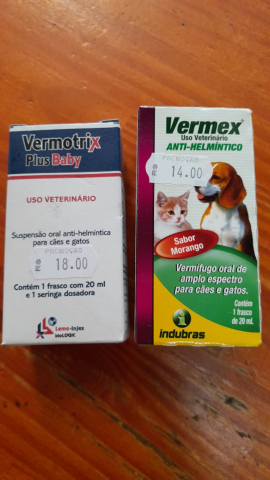 Vermotrix
Plus Baby
USO VETERINÁRIO
Suspensão oral anti-helmíntica
para cães e gatos
PROMOÇÃO
R$ 18.00
Contém 1 frasco com 20 ml
e 1 seringa dosadora
Lema-Injex
Vermex®
Uso Veterinário
ANTI-HELMÍNTICO
PROMOÇÃO
R$ 14.00
Sabor
Morango
Vermífugo oral de
amplo espectro
para cães e gatos.
Contém
1 frasco
de 20 ml.
indubras